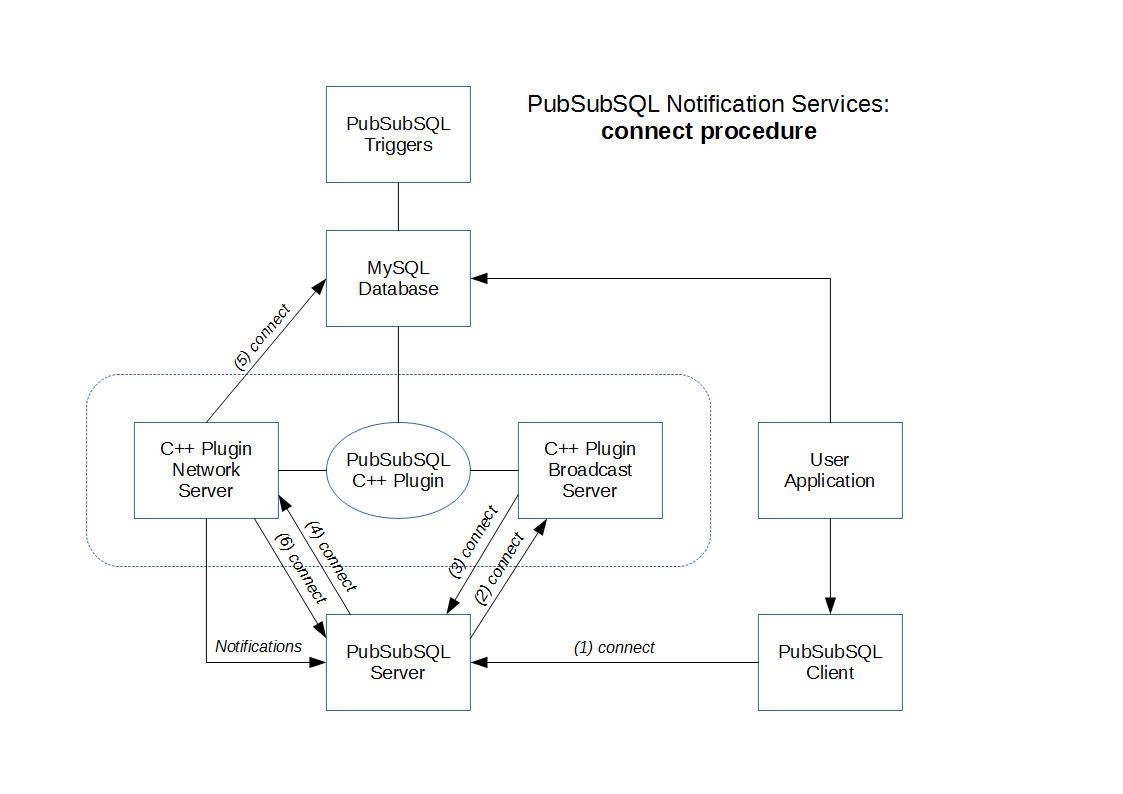 PubSubSQL Notification Services:
connect procedure
PubSubSQL
Triggers
MySQL
Database
(5) connect
C++ Plugin
Network
Server
PubSubSQL
C++ Plugin
C++ Plugin
Broadcast
Server
User
Application
(6) connect
(4) connect
(3) connect
(2) connect
Notifications
PubSubSQL
Server
(1) connect
PubSubSQL
Client